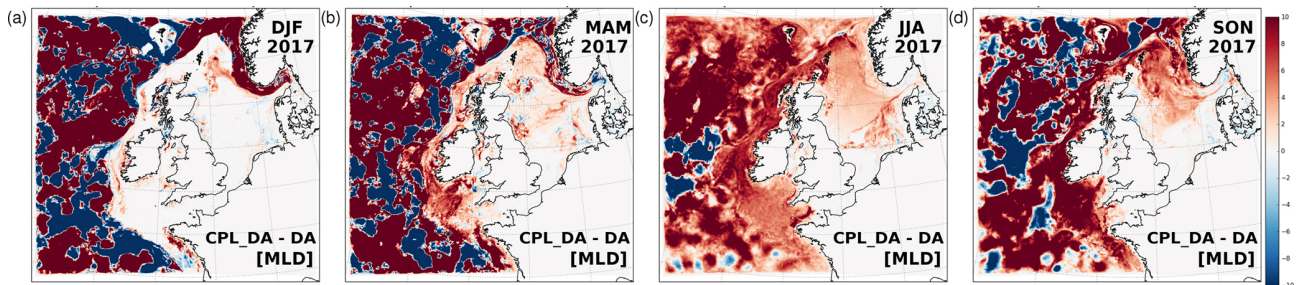 (a)
DJF
2017
CPL_DA - DA
[MLD]
(b)
MAM
2017
CPL_DA - DA
[MLD]
(c)
JJA
2017
CPL_DA - DA
[MLD]
(d)
SON
2017
CPL_DA - DA
[MLD]
10
8
6
4
2
0
−2
−4
−6
−8
−10